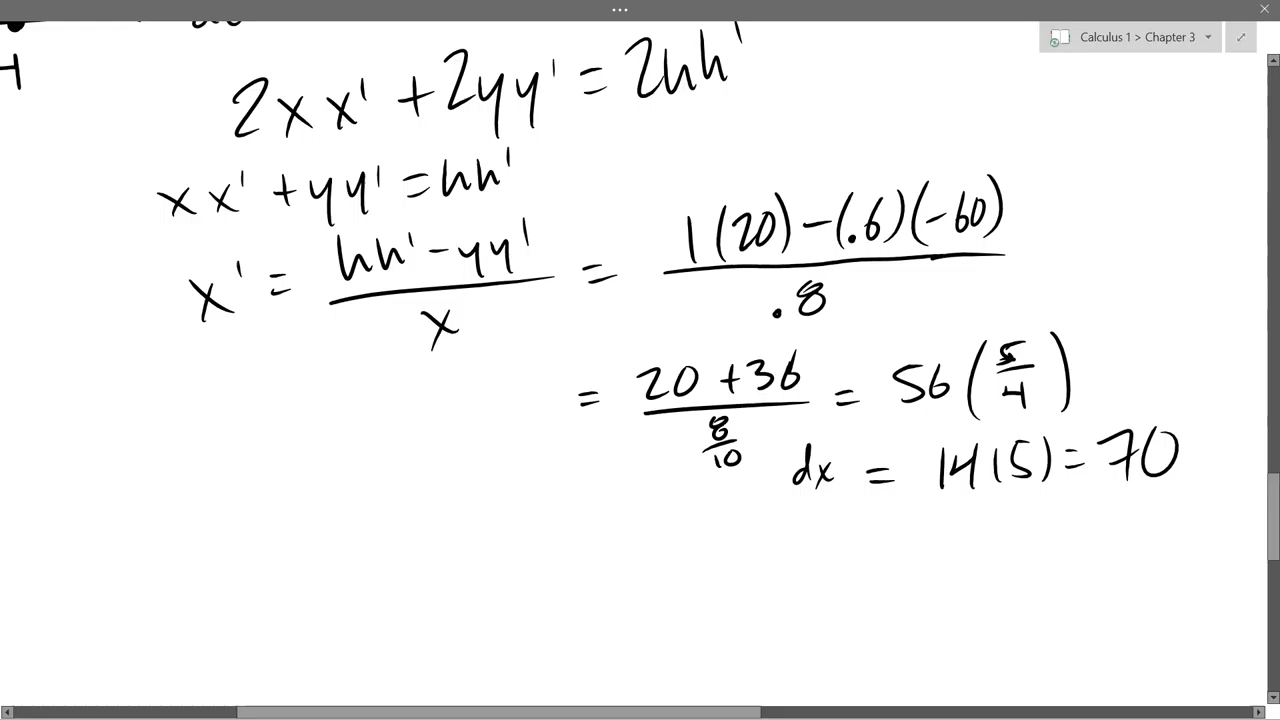 Calculus 1 > Chapter 3
2xx' + 2yy' = 2hh'
xx' + yy' = hh'
x' = hh' - yy' / x = 1(20) - (.6)(-60) / .8
= 20 + 36 / 8/10 = 56 (5/4)
dx = 14(5) = 70